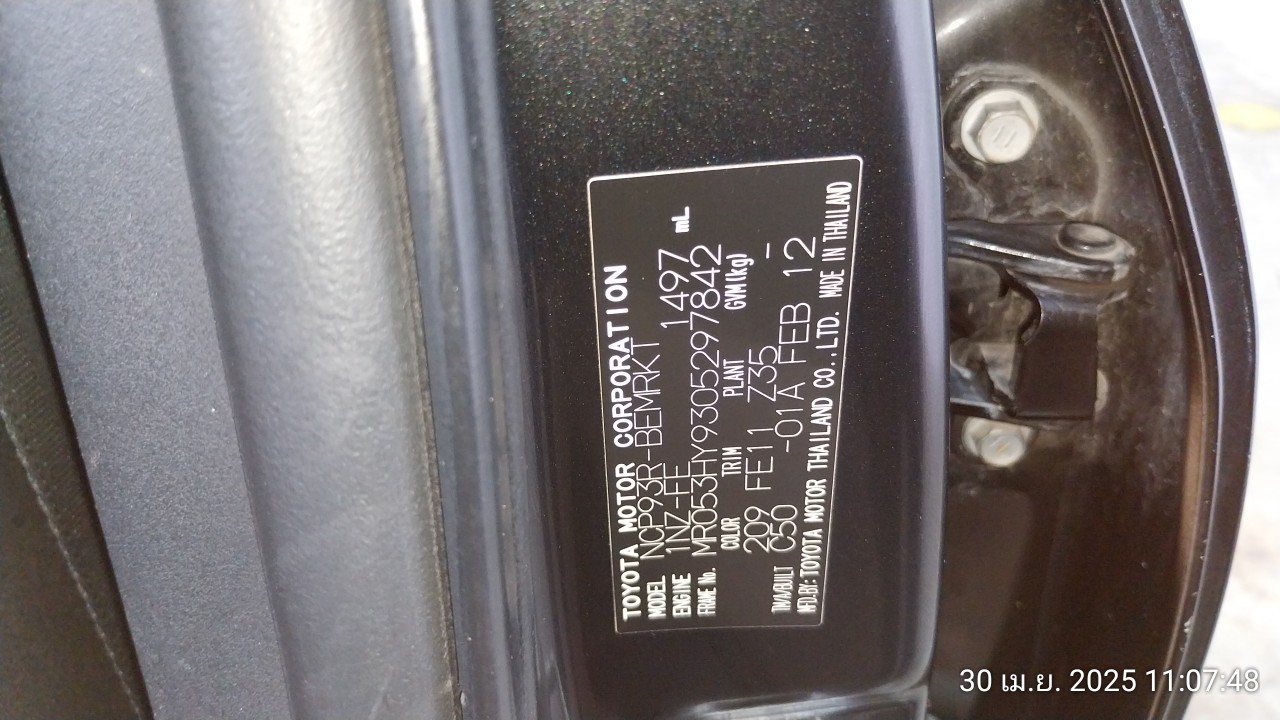 TOYOTA MOTOR CORPORATION
MODEL NCP93R-BEMRKT
ENGINE 1NZ-FE 1497 mL
FRAME No. MR053HY9305297842
COLOR TRIM PLANT GVM(kg)
209 FE11 Z35 –
T/M/A/BUILT C50 -01A FEB 12
MFD.BY:TOYOTA MOTOR THAILAND CO.,LTD. MADE IN THAILAND
30 เม.ย. 2025 11:07:48